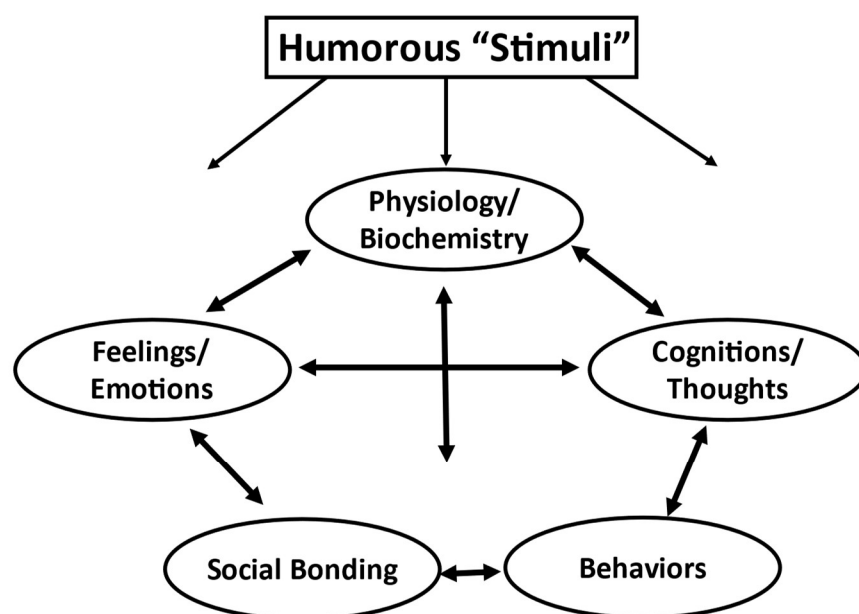 Humorous “Stimuli”
Physiology/
Biochemistry
Feelings/
Emotions
Cognitions/
Thoughts
Social Bonding
Behaviors